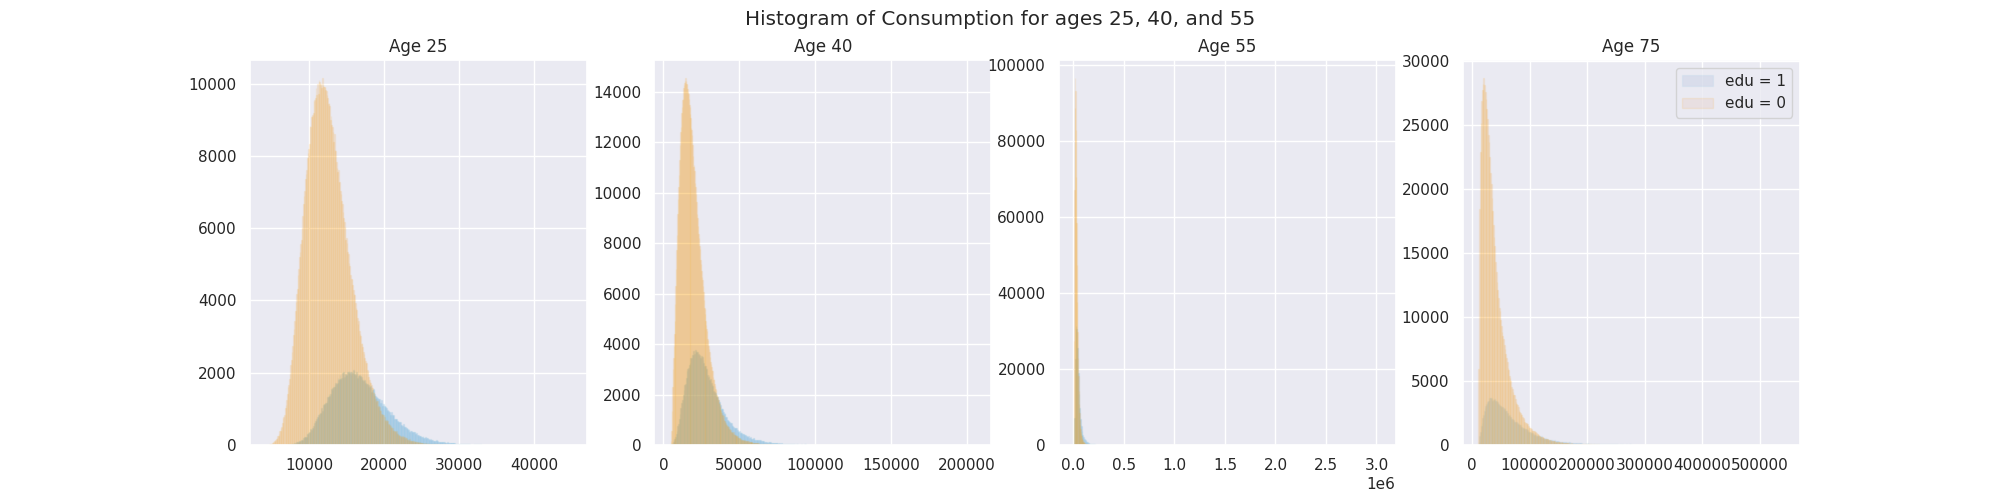 Histogram of Consumption for ages 25, 40, and 55
Age 25
10000
8000
6000
4000
2000
0
10000 20000 30000 40000
Age 40
14000
12000
10000
8000
6000
4000
2000
0
0 50000 100000 150000 200000
Age 55
100000
80000
60000
40000
20000
0
0.0 0.5 1.0 1.5 2.0 2.5 3.0
1e6
Age 75
30000
25000
20000
15000
10000
5000
0
0 100000 200000 300000 400000 500000
edu = 1
edu = 0